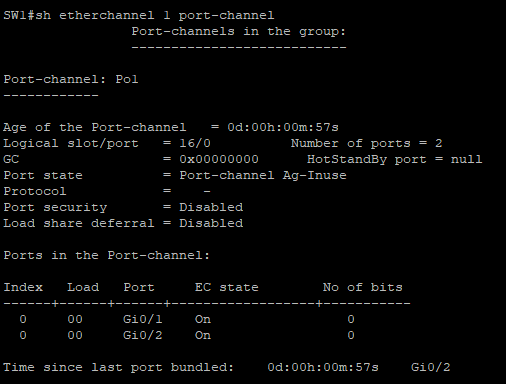 SW1#sh etherchannel 1 port-channel
Port-channels in the group:
---------------------------
Port-channel: Po1
------------
Age of the Port-channel   = 0d:00h:00m:57s
Logical slot/port   = 16/0          Number of ports = 2
GC                  = 0x00000000      HotStandBy port = null
Port state          = Port-channel Ag-Inuse
Protocol            =    -
Port security       = Disabled
Load share deferral = Disabled
Ports in the Port-channel:
Index   Load   Port     EC state        No of bits
------+------+------+------------------+-----------
0     00     Gi0/1    On                 0
0     00     Gi0/2    On                 0
Time since last port bundled:    0d:00h:00m:57s    Gi0/2